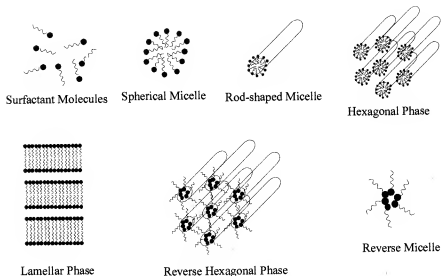 Surfactant Molecules
Spherical Micelle
Rod-shaped Micelle
Hexagonal Phase
Lamellar Phase
Reverse Hexagonal Phase
Reverse Micelle